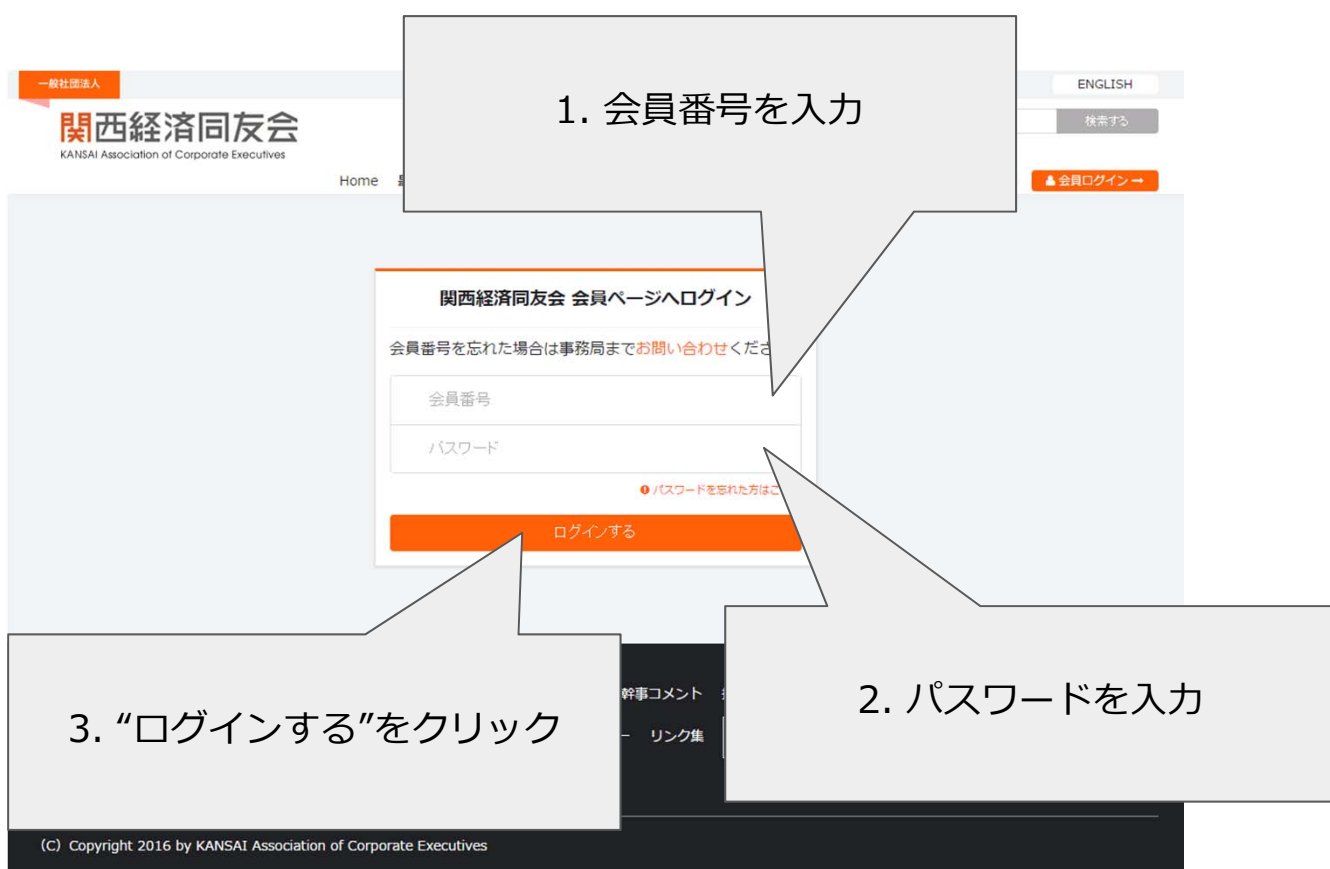 一般社団法人
ENGLISH
関西経済同友会
KANSAI Association of Corporate Executives
検索する
Home
会員ログイン
1. 会員番号を入力
関西経済同友会 会員ページへログイン
会員番号を忘れた場合は事務局までお問い合わせくださ
会員番号
パスワード
パスワードを忘れた方はこ
ログインする
2. パスワードを入力
3. “ログインする”をクリック
幹事コメント
リンク集
(C) Copyright 2016 by KANSAI Association of Corporate Executives